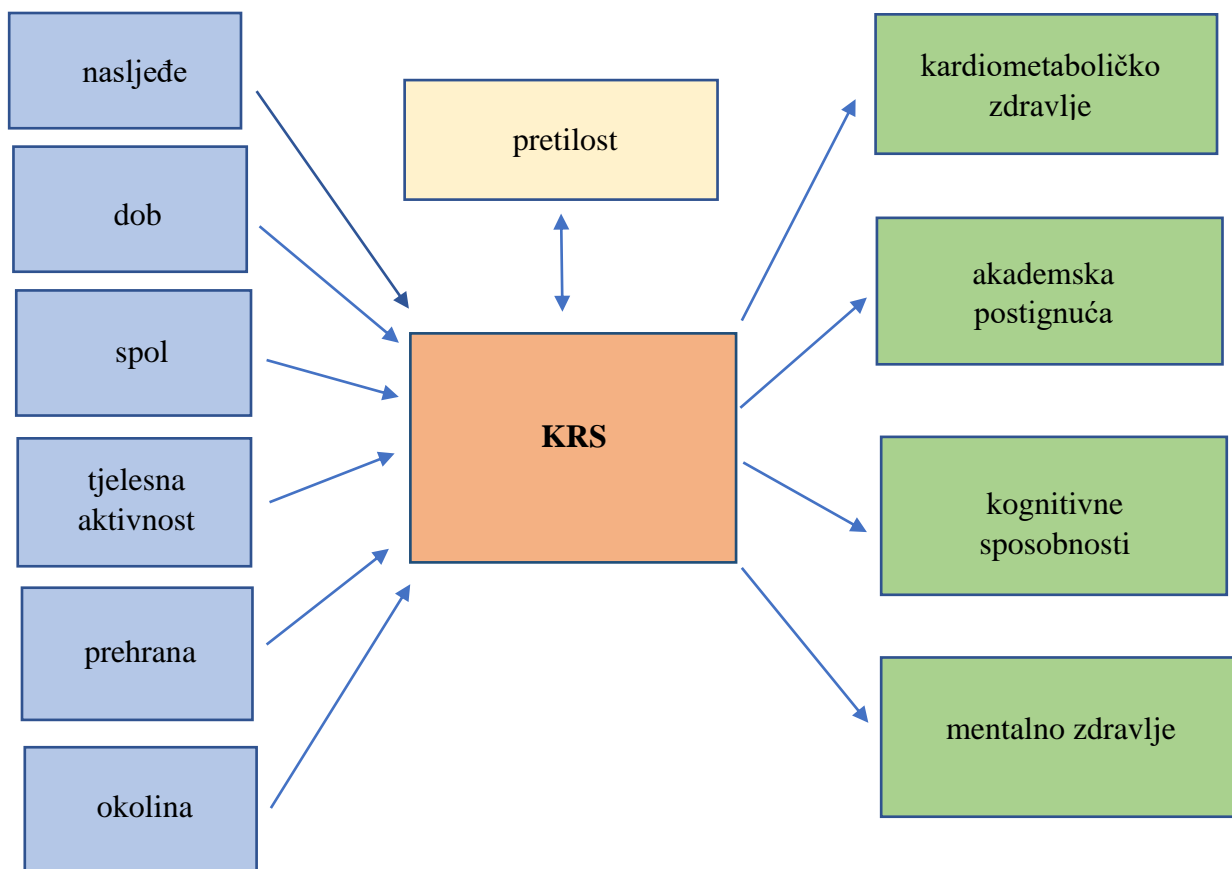 nasljeđe
dob
spol
tjelesna
aktivnost
prehrana
okolina
pretilost
KRS
kardiometaboličko
zdravlje
akademska
postignuća
kognitivne
sposobnosti
mentalno zdravlje